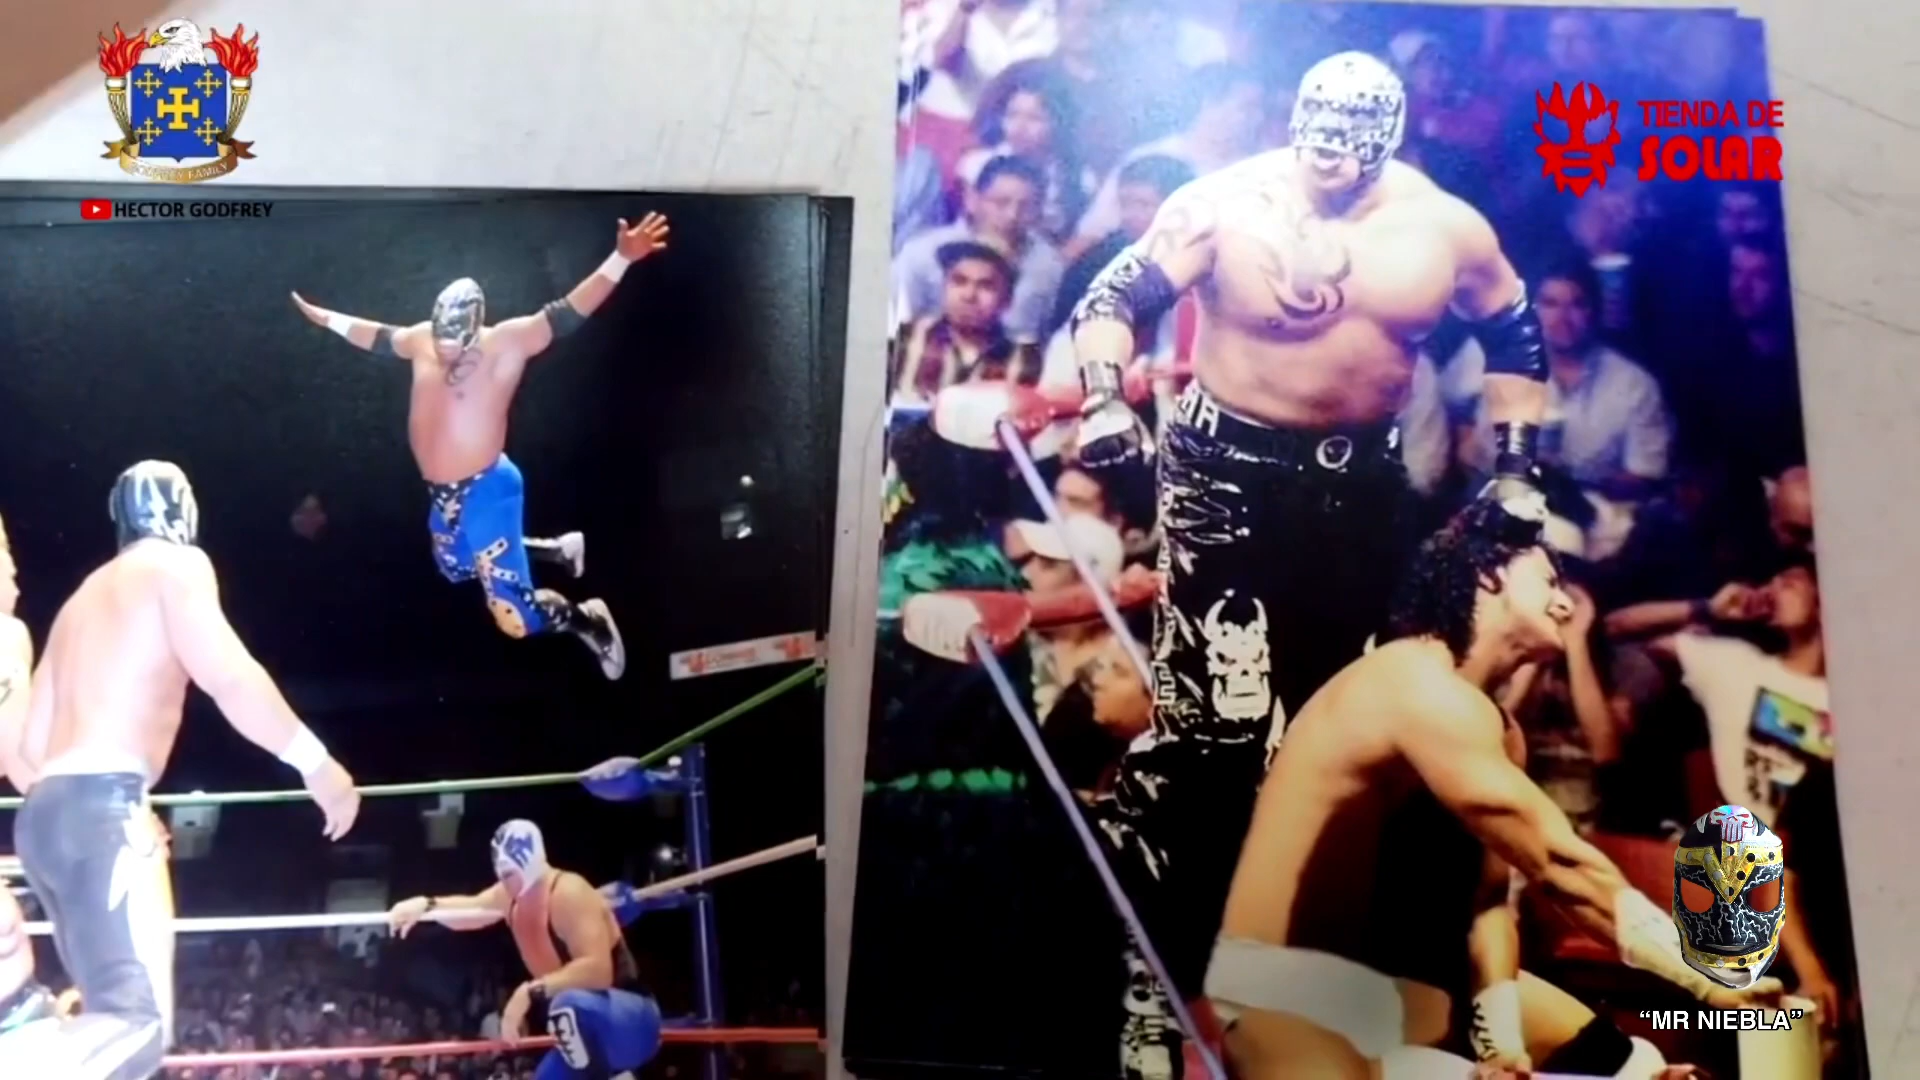 HECTOR GODFREY
TIENDA DE
SOLAR
“MR NIEBLA”